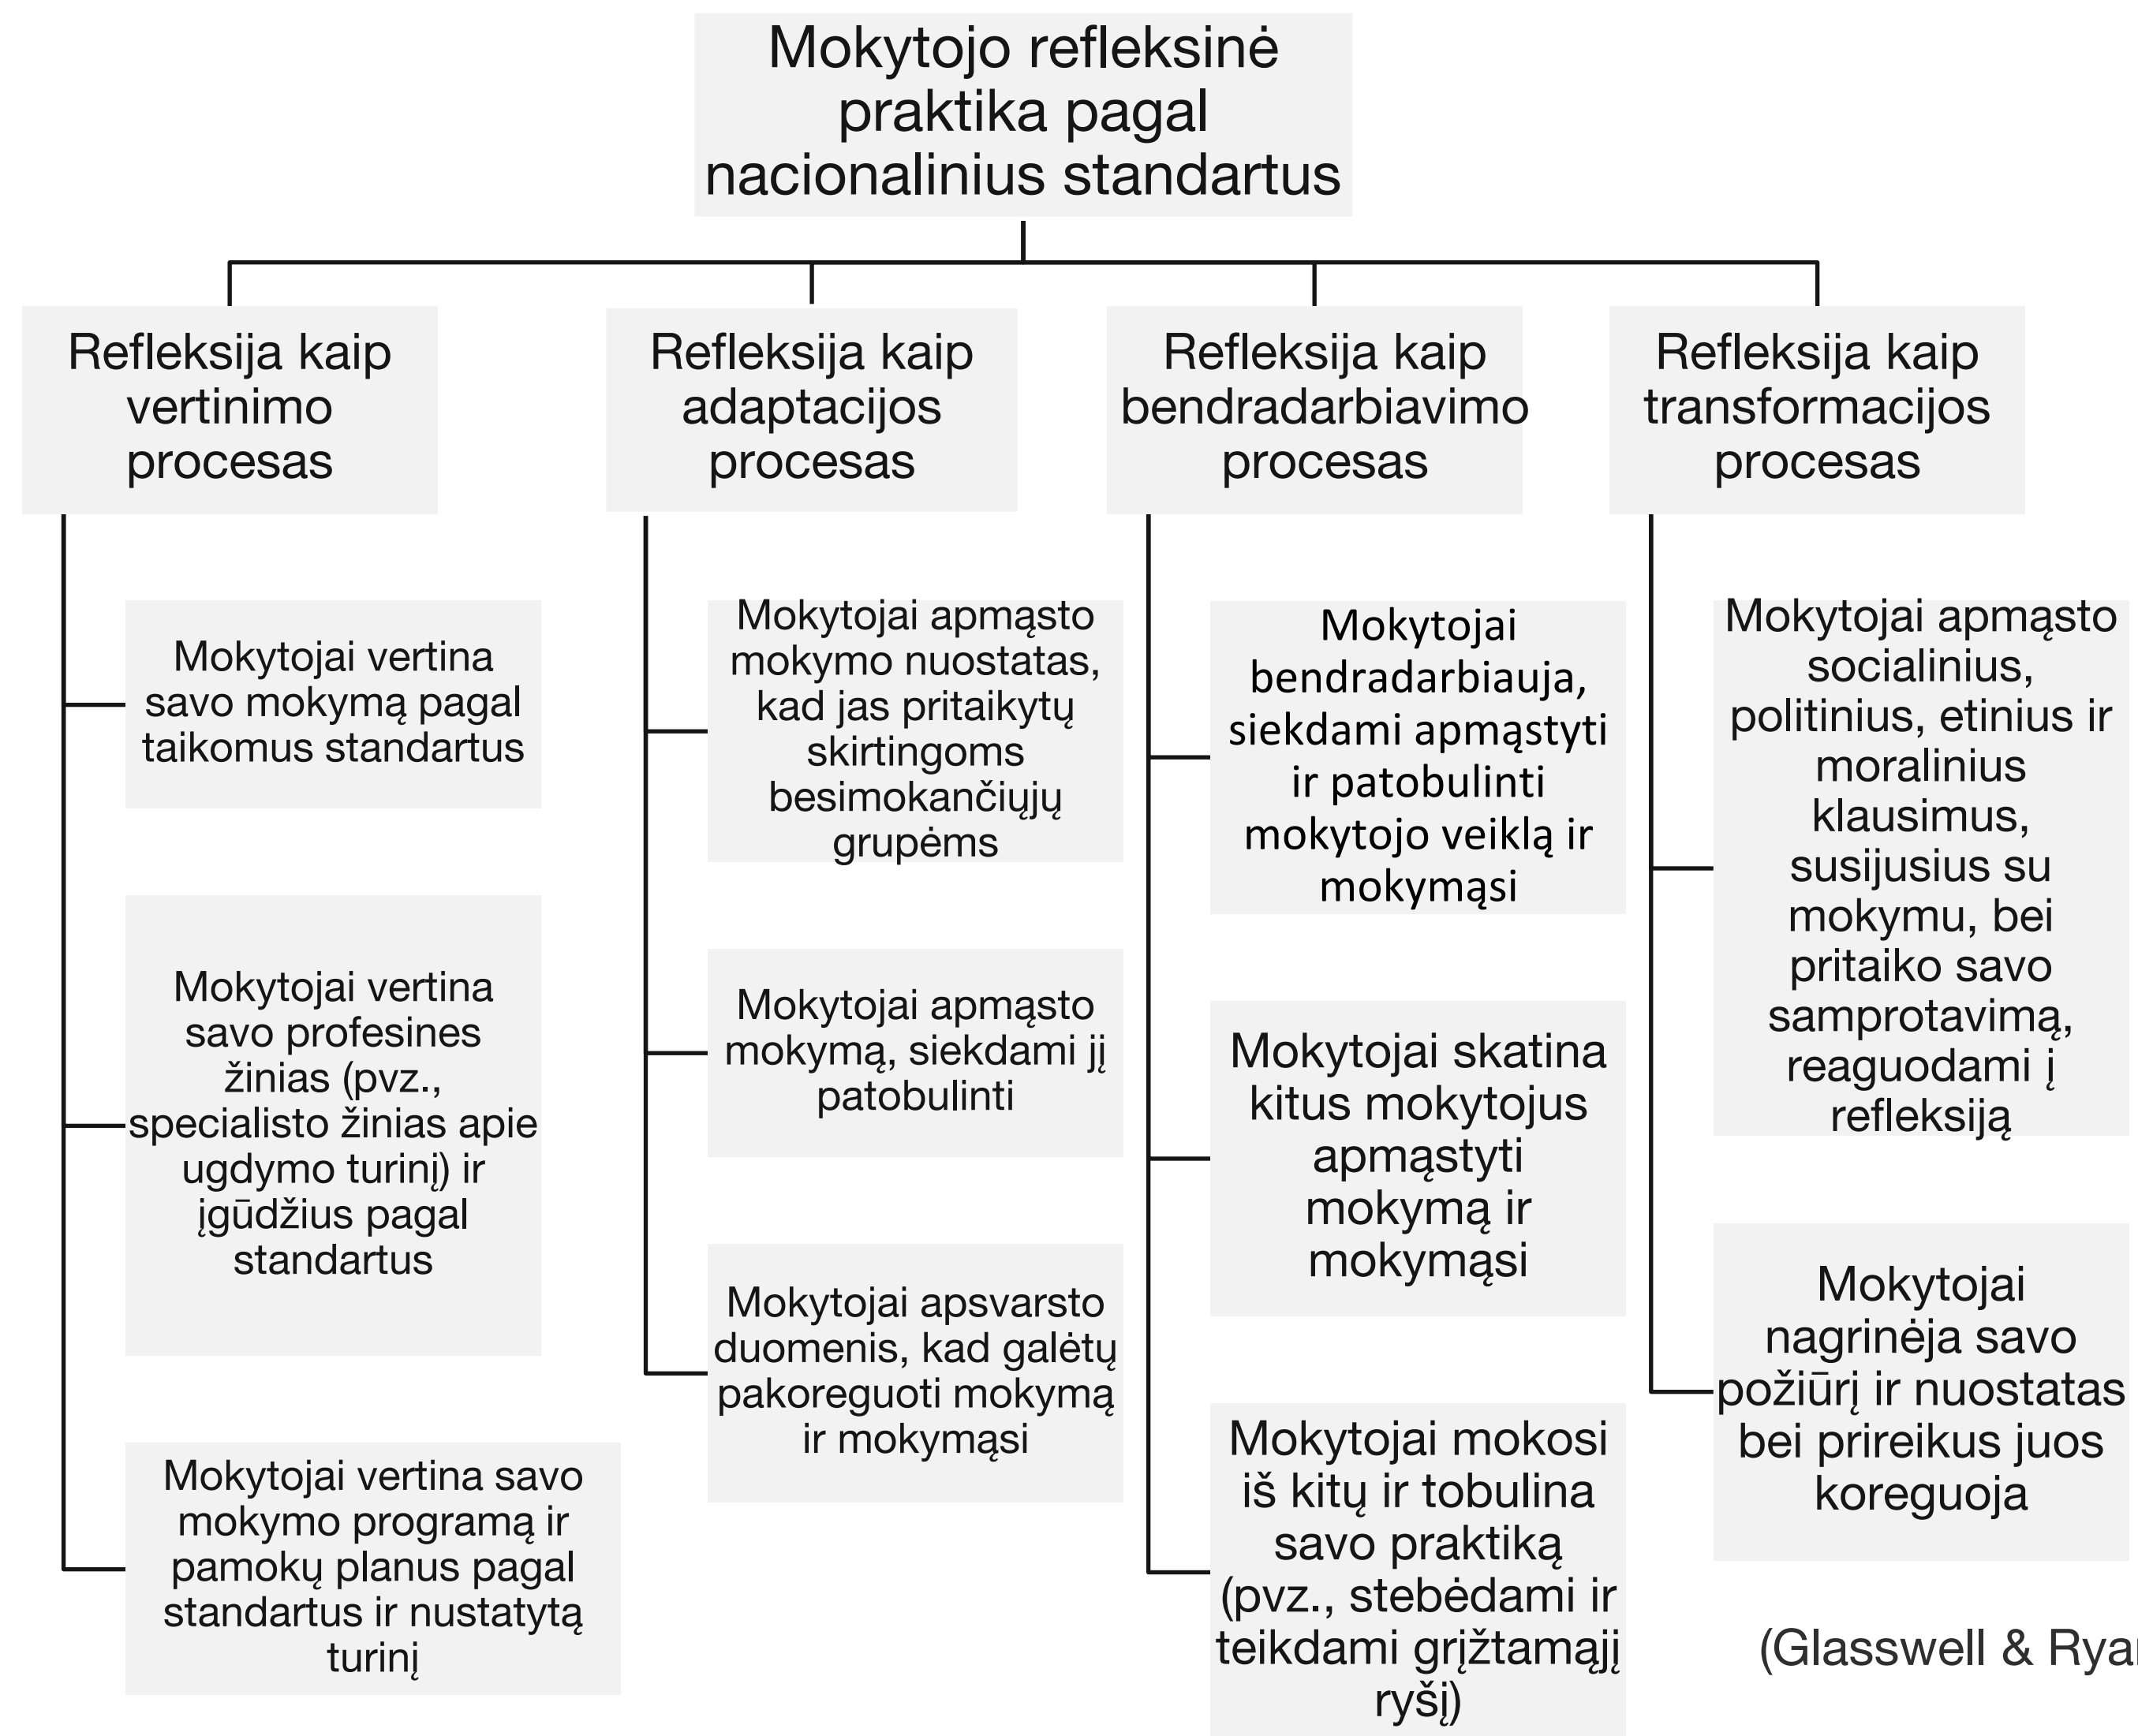 Mokytojo refleksinė
praktika pagal
nacionalinius standartus
Refleksija kaip
vertinimo
procesas
Mokytojai vertina
savo mokymą pagal
taikomus standartus
Mokytojai vertina
savo profesines
žinias (pvz.,
specialisto žinias apie
ugdymo turinį) ir
įgūdžius pagal
standartus
Mokytojai vertina savo
mokymo programą ir
pamokų planus pagal
standartus ir nustatytą
turinį
Refleksija kaip
adaptacijos
procesas
Mokytojai apmąsto
mokymo nuostatas,
kad jas pritaikytų
skirtingoms
besimokančiųjų
grupėms
Mokytojai apmąsto
mokymą, siekdami jį
patobulinti
Mokytojai apsvarsto
duomenis, kad galėtų
pakoreguoti mokymą
ir mokymąsi
Refleksija kaip
bendradarbiavimo
procesas
Mokytojai
bendradarbiauja,
siekdami apmąstyti
ir patobulinti
mokytojo veiklą ir
mokymąsi
Mokytojai skatina
kitus mokytojus
apmąstyti
mokymą ir
mokymąsi
Mokytojai mokosi
iš kitų ir tobulina
savo praktiką
(pvz., stebėdami ir
teikdami grįžtamąjį
ryšį)
Refleksija kaip
transformacijos
procesas
Mokytojai apmąsto
socialinius,
politinius, etinius ir
moralinius
klausimus,
susijusius su
mokymu, bei
pritaiko savo
samprotavimą,
reaguodami į
refleksiją
Mokytojai
nagrinėja savo
požiūrį ir nuostatas
bei prireikus juos
koreguoja
(Glasswell &